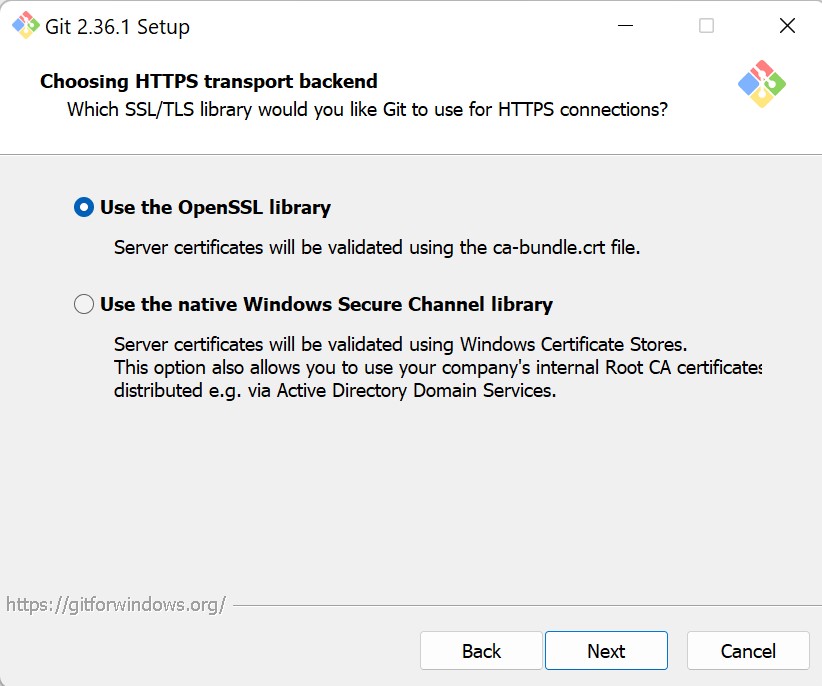 Git 2.36.1 Setup
Choosing HTTPS transport backend
Which SSL/TLS library would you like Git to use for HTTPS connections?
Use the OpenSSL library
Server certificates will be validated using the ca-bundle.crt file.
Use the native Windows Secure Channel library
Server certificates will be validated using Windows Certificate Stores.
This option also allows you to use your company's internal Root CA certificates
distributed e.g. via Active Directory Domain Services.
https://gitforwindows.org/
Back Next Cancel